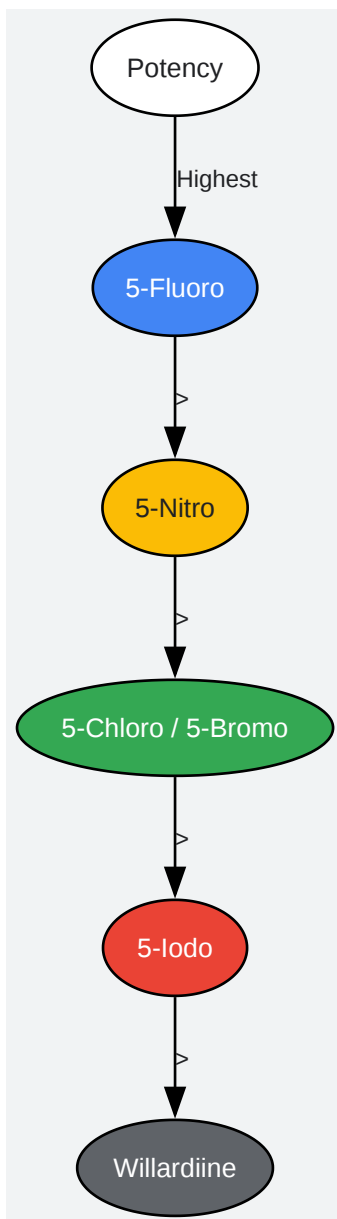 Potency
Highest
5-Fluoro
>
5-Nitro
>
5-Chloro / 5-Bromo
>
5-Iodo
>
Willardiine